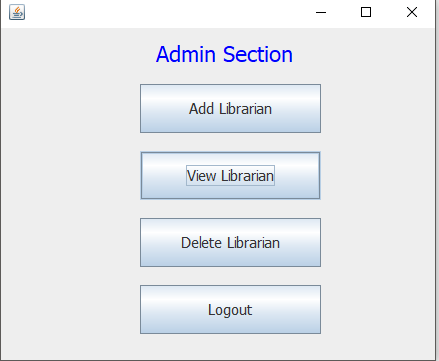 Admin Section
Add Librarian
View Librarian
Delete Librarian
Logout